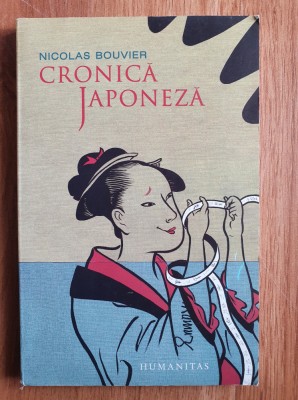 NICOLAS BOUVIER
CRONICĂ
JAPONEZĂ
HUMANITAS